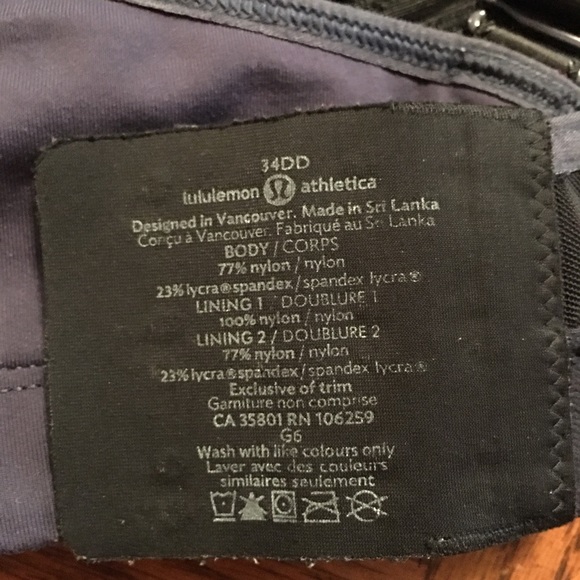 34DD
lululemon athletica
Designed in Vancouver. Made in Sri Lanka
Conçu à Vancouver. Fabriqué au Sri Lanka
BODY / CORPS
77% nylon / nylon
23% lycra® spandex / spandex lycra®
LINING 1 / DOUBLURE 1
100% nylon / nylon
LINING 2 / DOUBLURE 2
77% nylon / nylon
23% lycra® spandex / spandex lycra®
Exclusive of trim
Garniture non comprise
CA 35801 RN 106259
G6
Wash with like colours only
Laver avec des couleurs
similaires seulement